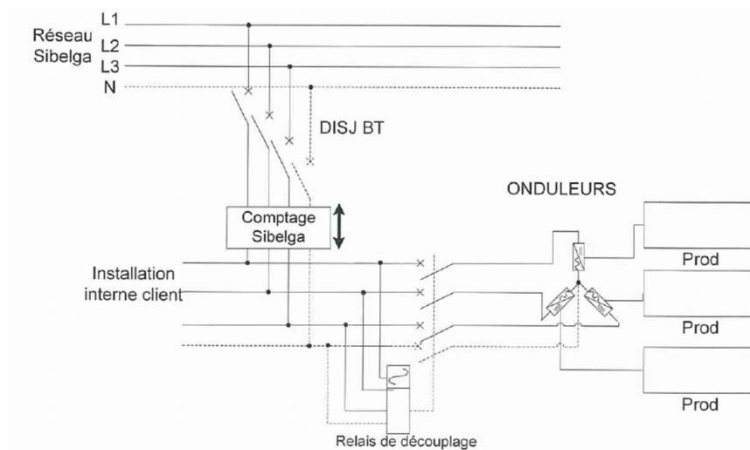 L1
Réseau
Sibelga
L2
L3
N
DISJ BT
ONDULEURS
Comptage
Sibelga
Prod
Installation
interne client
Prod
Prod
Relais de découplage